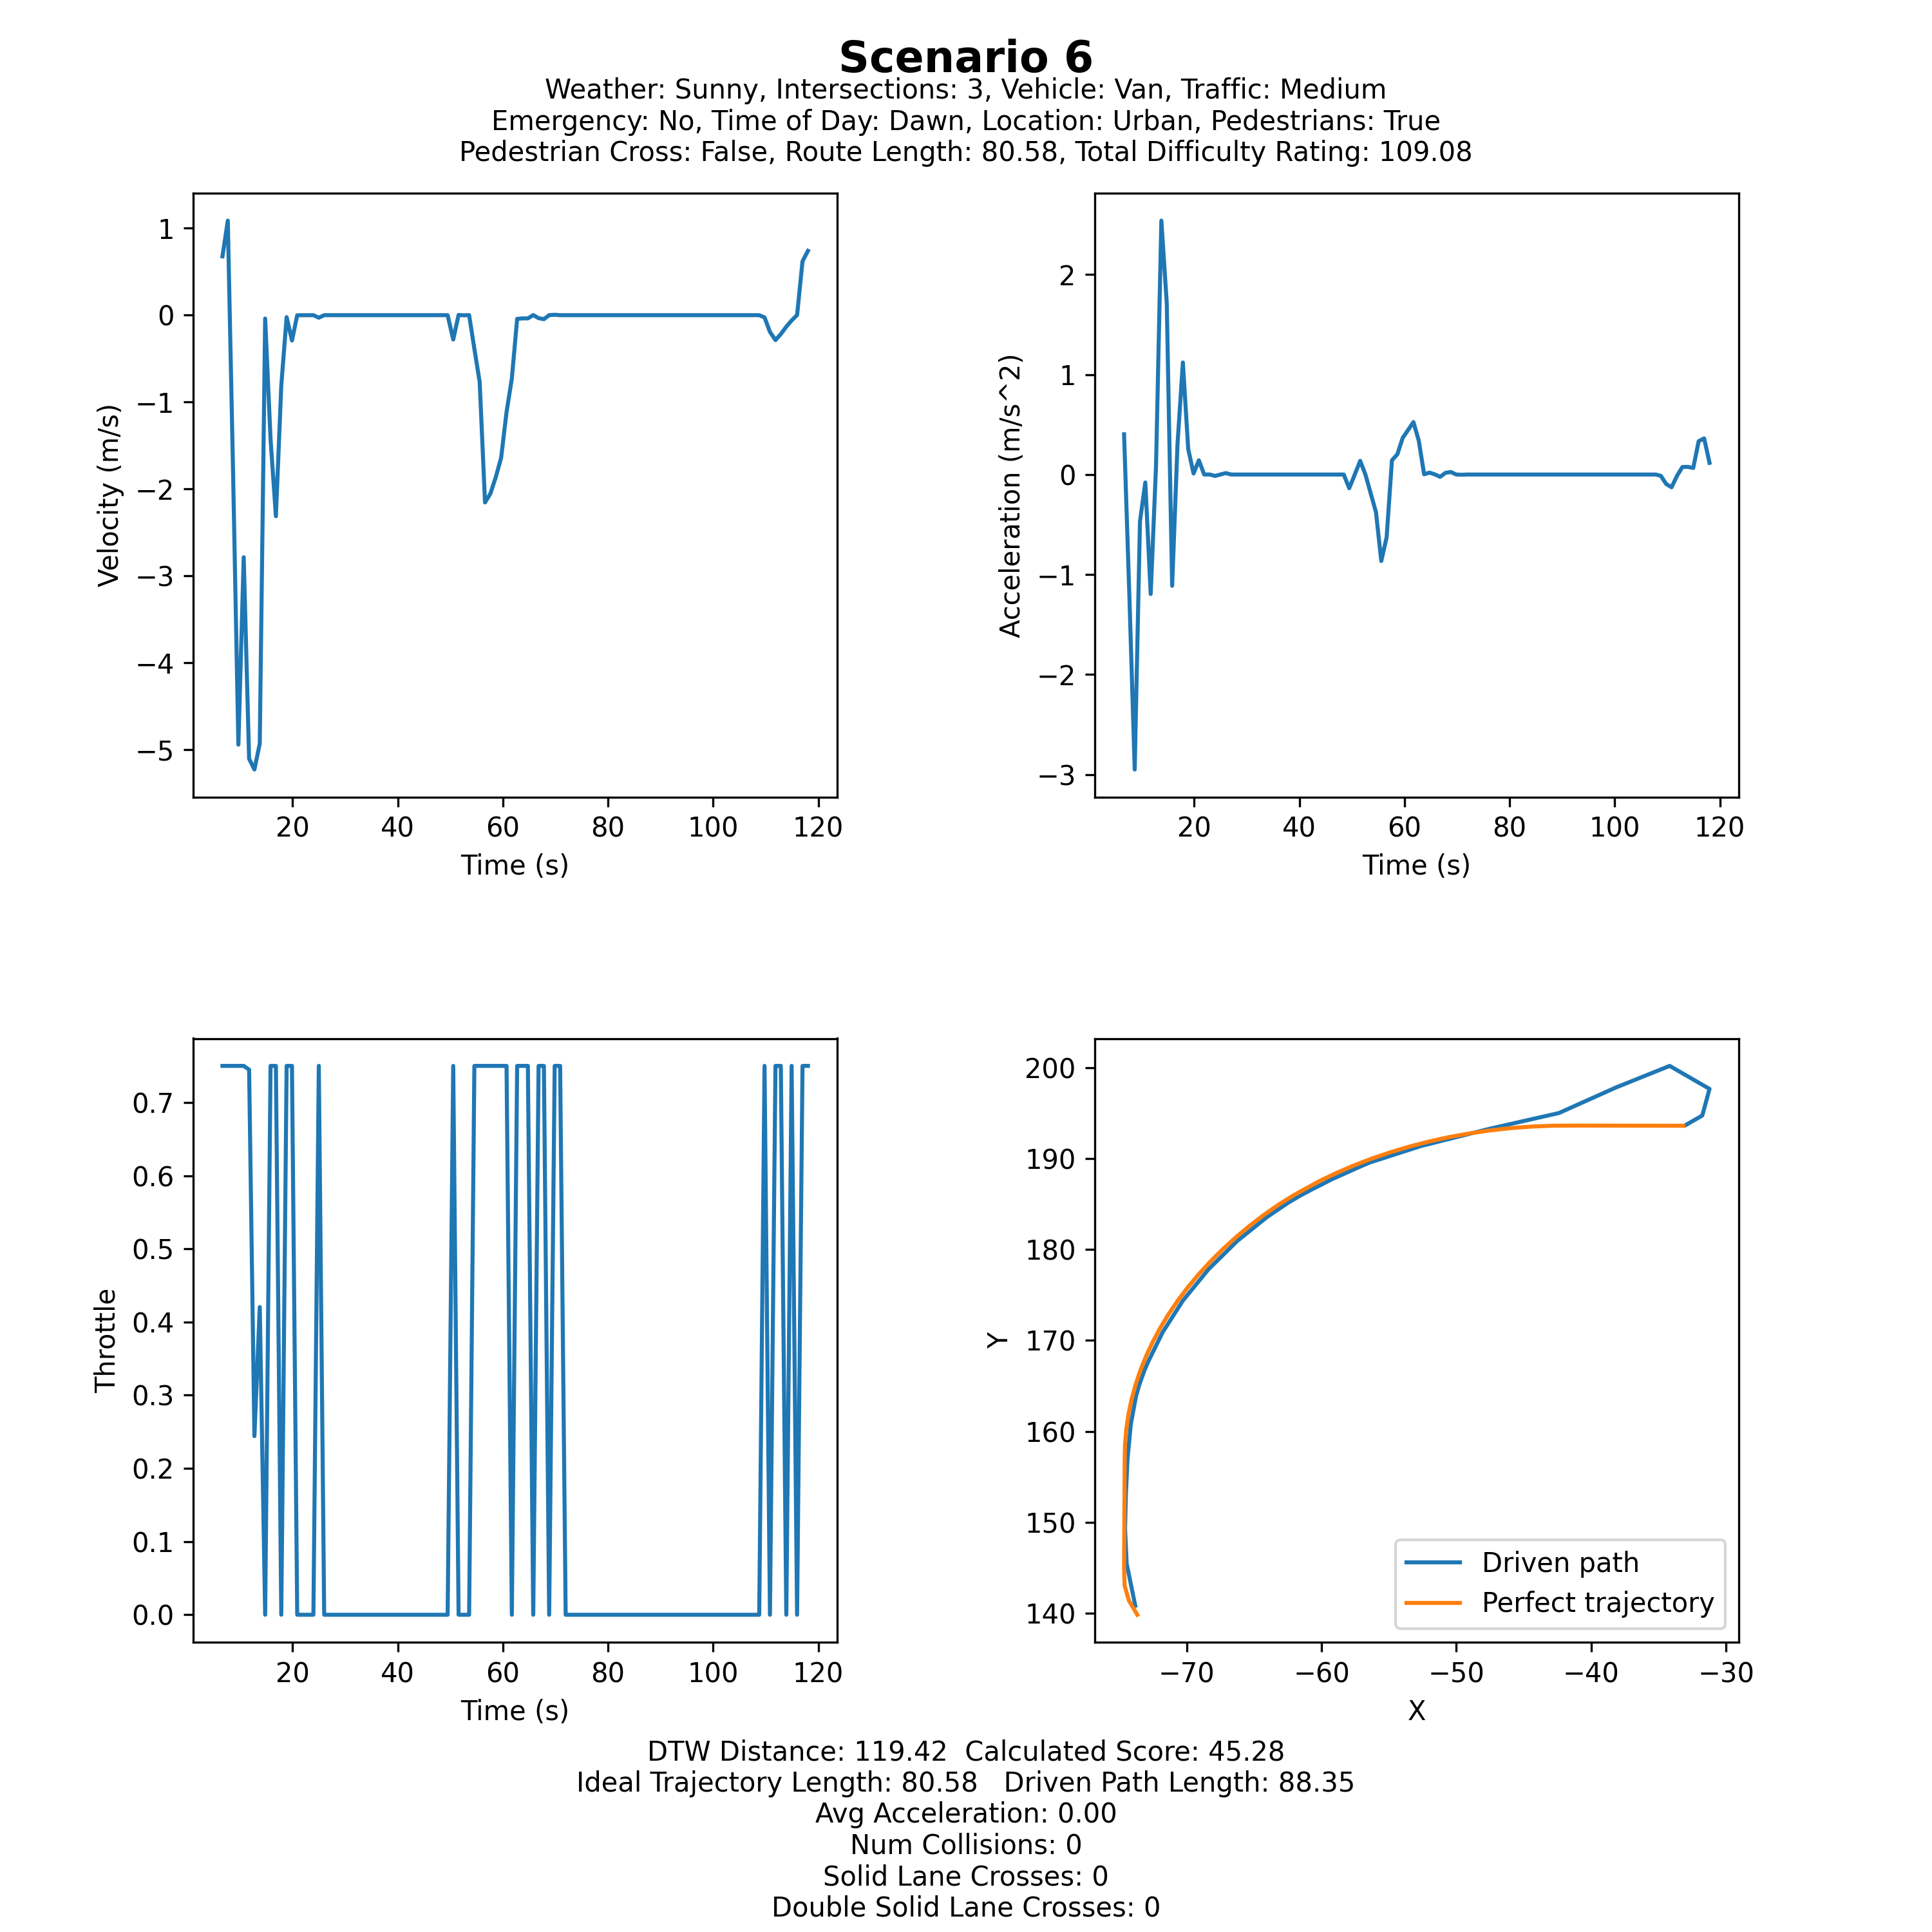 Scenario 6
Weather: Sunny, Intersections: 3, Vehicle: Van, Traffic: Medium
Emergency: No, Time of Day: Dawn, Location: Urban, Pedestrians: True
Pedestrian Cross: False, Route Length: 80.58, Total Difficulty Rating: 109.08
Velocity (m/s)
1
0
−1
−2
−3
−4
−5
20 40 60 80 100 120
Time (s)
Acceleration (m/s^2)
2
1
0
−1
−2
−3
20 40 60 80 100 120
Time (s)
Throttle
0.7
0.6
0.5
0.4
0.3
0.2
0.1
0.0
20 40 60 80 100 120
Time (s)
Y
200
190
180
170
160
150
140
Driven path
Perfect trajectory
−70 −60 −50 −40 −30
X
DTW Distance: 119.42  Calculated Score: 45.28
Ideal Trajectory Length: 80.58   Driven Path Length: 88.35
Avg Acceleration: 0.00
Num Collisions: 0
Solid Lane Crosses: 0
Double Solid Lane Crosses: 0